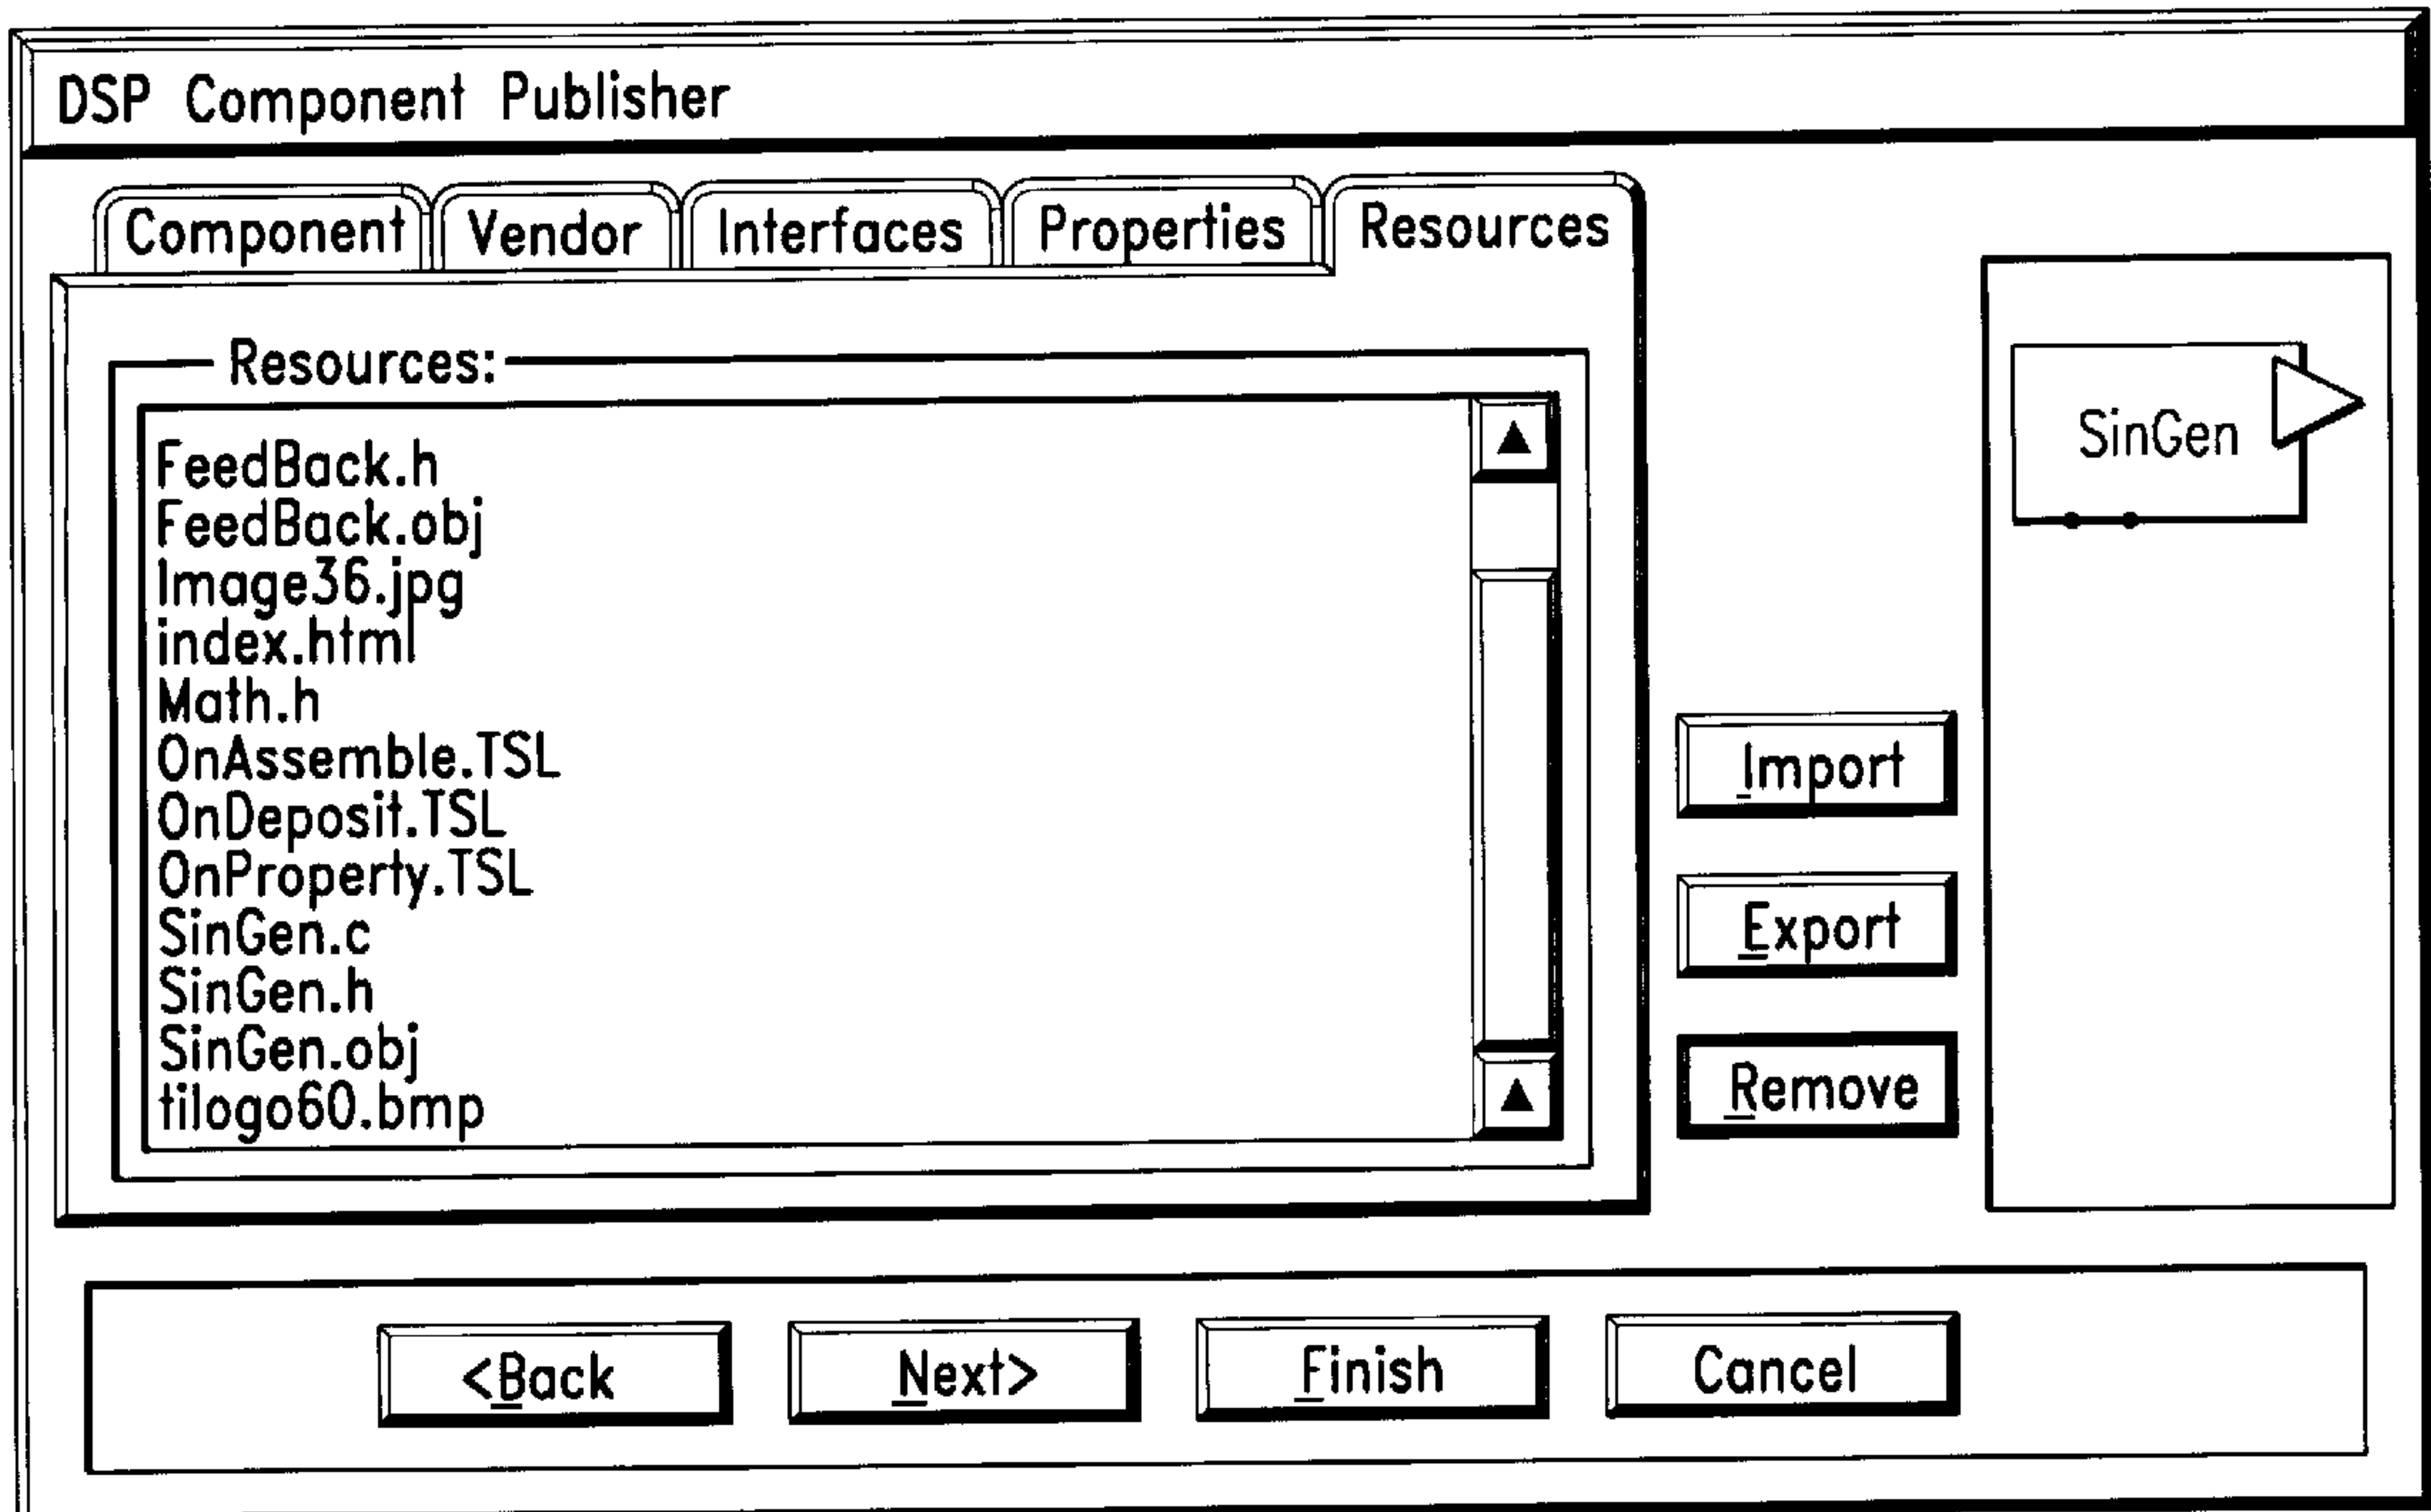 DSP Component Publisher
Component Vendor Interfaces Properties Resources
Resources:
FeedBack.h
FeedBack.obj
Image36.jpg
index.html
Math.h
OnAssemble.TSL
OnDeposit.TSL
OnProperty.TSL
SinGen.c
SinGen.h
SinGen.obj
tilogo60.bmp
Import
Export
Remove
SinGen
<Back Next> Finish Cancel